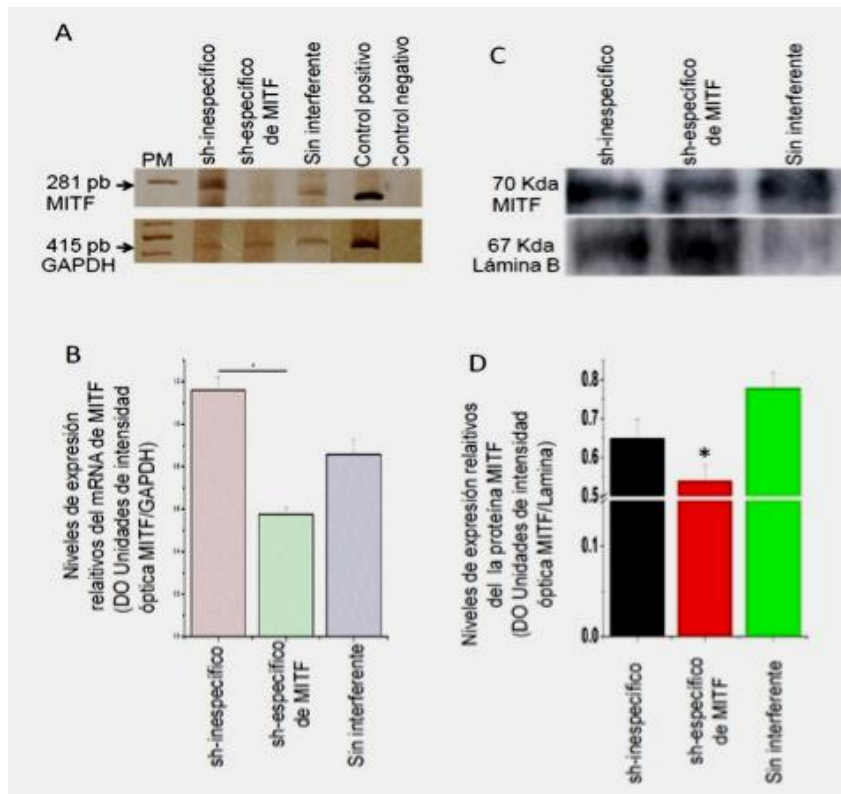 A
sh-inespecífico
sh-específico
de MITF
Sin interferente
Control positivo
Control negativo
PM
281 pb
MITF
415 pb
GAPDH
C
sh-inespecífico
sh-especifico
de MITF
Sin interferente
70 Kda
MITF
67 Kda
Lámina B
B
Niveles de expresión
relaitivos del mRNA de MITF
(DO Unidades de intensidad
óptica MITF/GAPDH)
sh-inespecífico
sh-específico
de MITF
Sin interferente
D
Niveles de expresión relaitivos
del la proteína MITF
(DO Unidades de intensidad
óptica MITF/Lamina)
0.8
0.7
0.6
0.5
0.1
0.0
*
sh-inespecífico
sh-específico
de MITF
Sin interferente